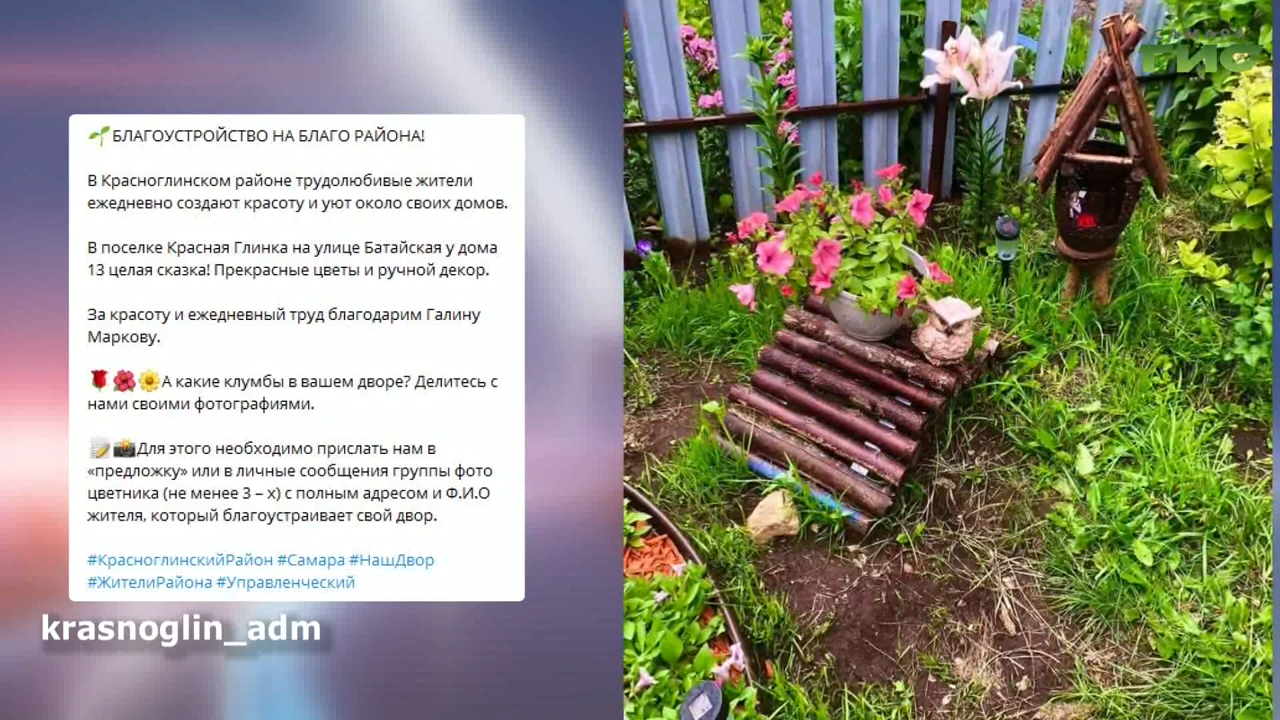 🌱БЛАГОУСТРОЙСТВО НА БЛАГО РАЙОНА!
В Красноглинском районе трудолюбивые жители
ежедневно создают красоту и уют около своих домов.
В поселке Красная Глинка на улице Батайская у дома
13 целая сказка! Прекрасные цветы и ручной декор.
За красоту и ежедневный труд благодарим Галину
Маркову.
🌹🌺🌼А какие клумбы в вашем дворе? Делитесь с
нами своими фотографиями.
📝📸Для этого необходимо прислать нам в
«предложку» или в личные сообщения группы фото
цветника (не менее 3 – х) с полным адресом и Ф.И.О
жителя, который благоустраивает свой двор.
#КрасноглинскийРайон #Самара #НашДвор
#ЖителиРайона #Управленческий
krasnoglin_adm
ГИС